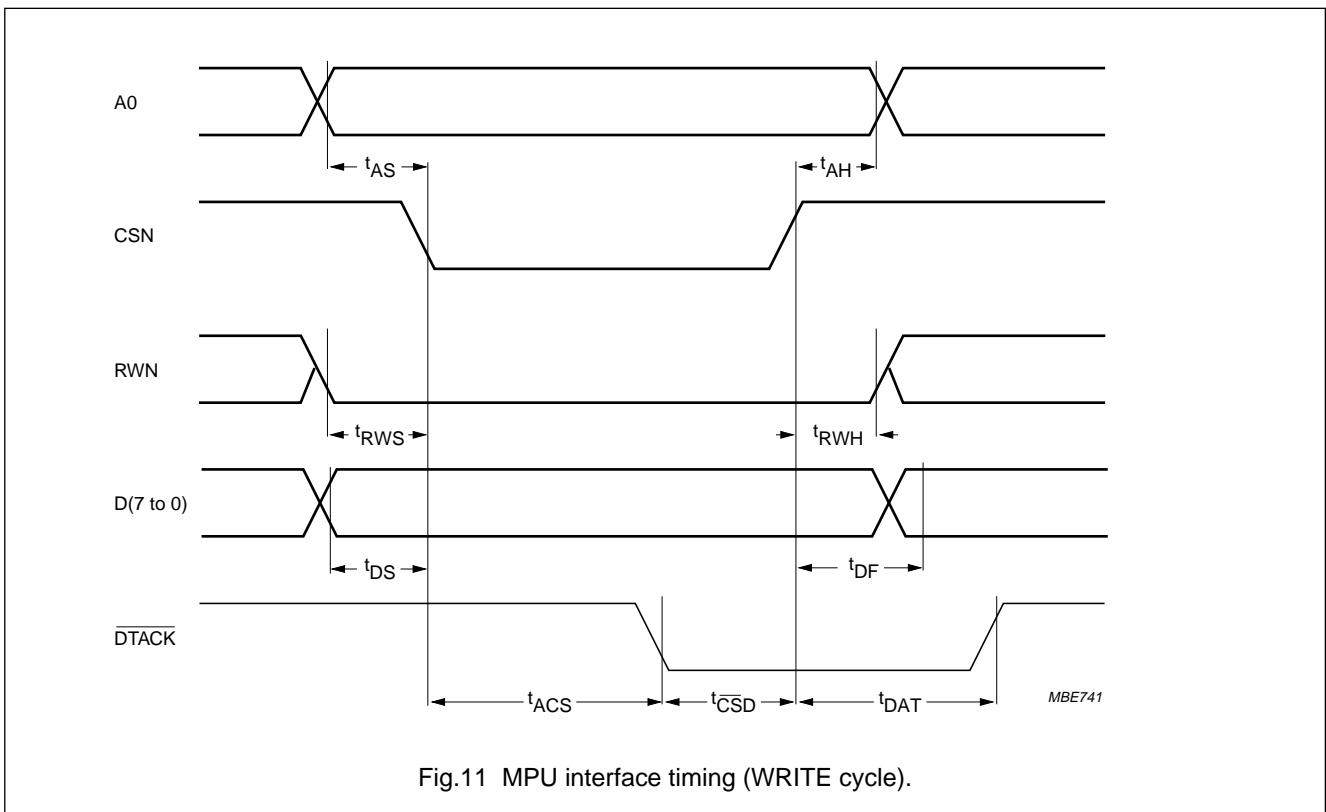 A0
tAS
tAH
CSN
RWN
tRWS
tRWH
D(7 to 0)
tDS
tDF
DTACK
tACS
tCSD
tDAT
MBE741
Fig.11 MPU interface timing (WRITE cycle).